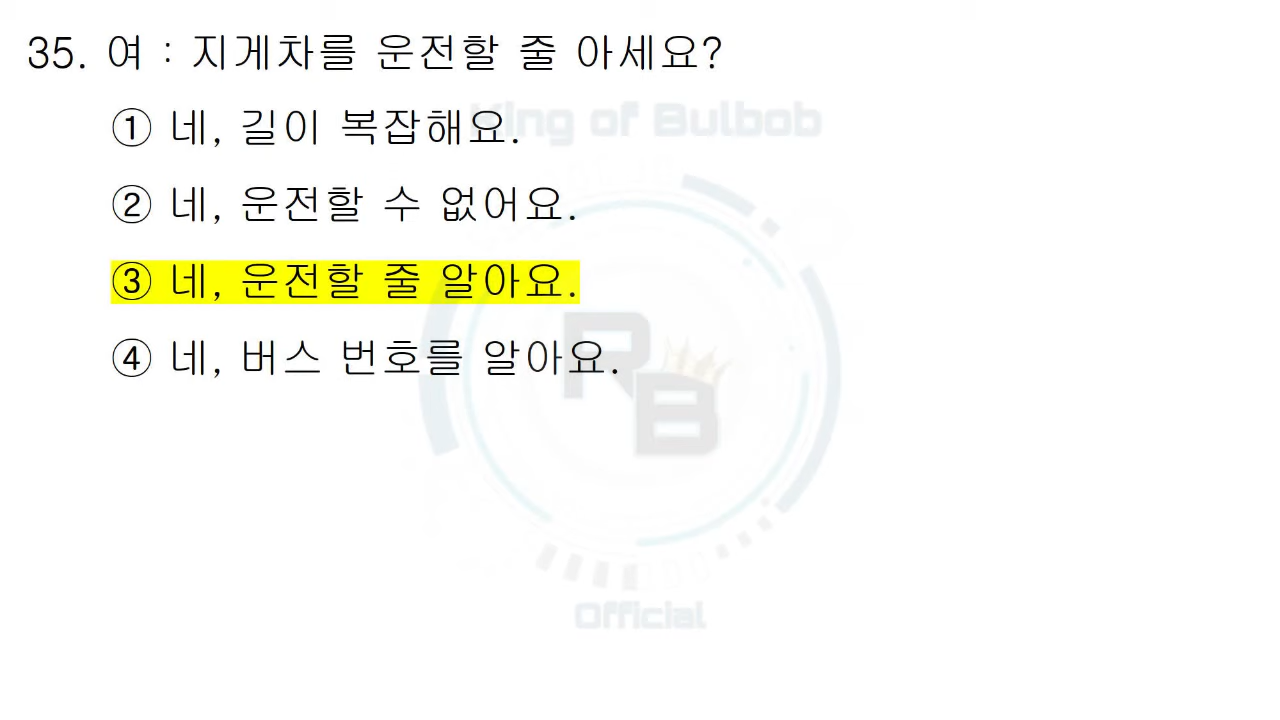 35. 여 : 지게차를 운전할 줄 아세요?
King of Bulbob
① 네, 길이 복잡해요.
② 네, 운전할 수 없어요.
③ 네, 운전할 줄 알아요.
④ 네, 버스 번호를 알아요.
RB
Official